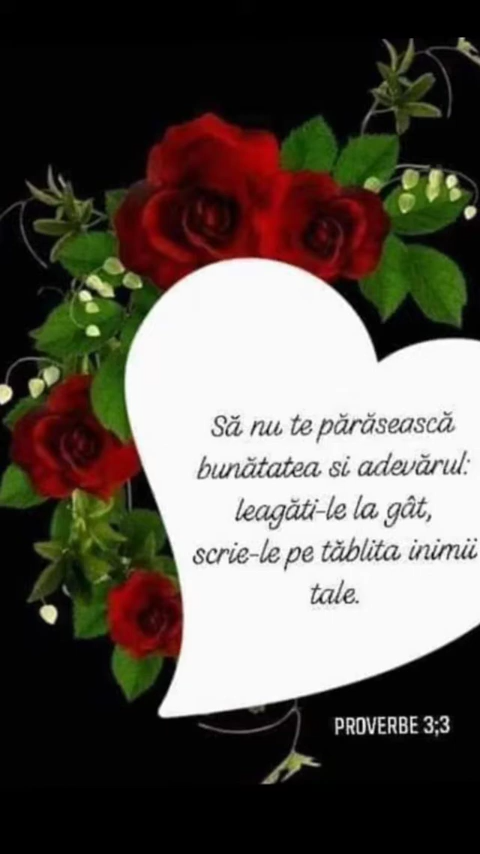 Să nu te părăsească
bunătatea si adevărul:
leagăti-le la gât,
scrie-le pe tăblita inimii
tale.
PROVERBE 3;3